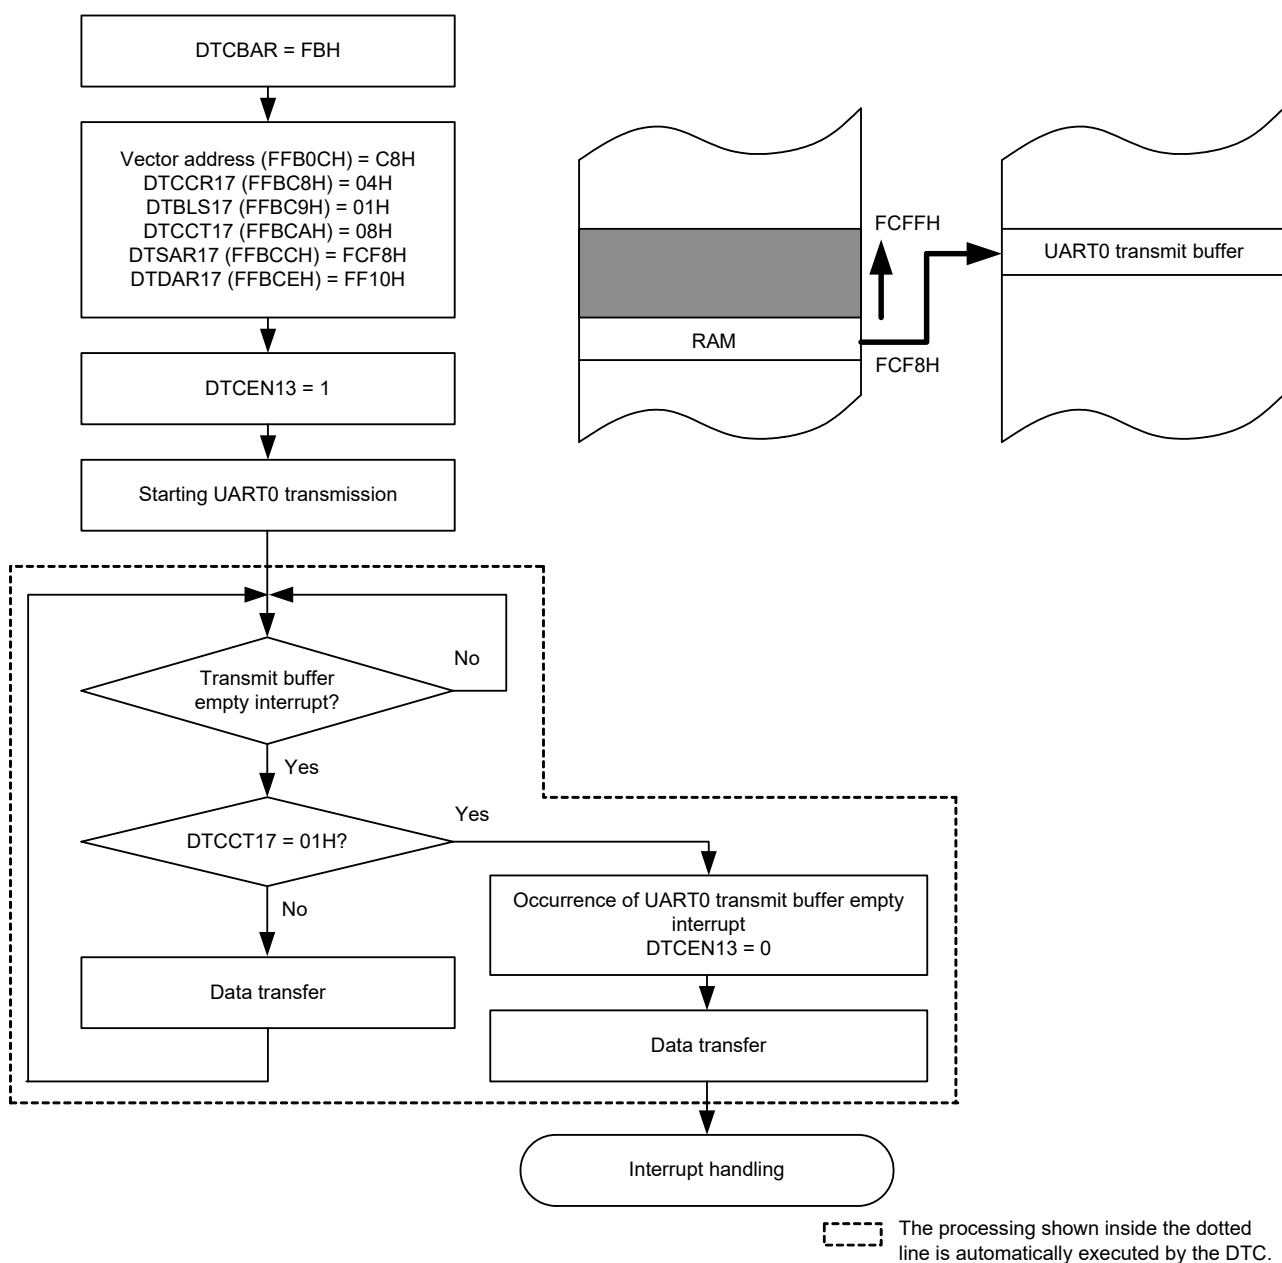 DTCBAR = FBH
Vector address (FFB0CH) = C8H
DTCCR17 (FFBC8H) = 04H
DTBLS17 (FFBC9H) = 01H
DTCCT17 (FFBCAH) = 08H
DTSAR17 (FFBCCH) = FCF8H
DTDAR17 (FFBCEH) = FF10H
DTCEN13 = 1
Starting UART0 transmission
FCFFH
RAM
FCF8H
UART0 transmit buffer
Transmit buffer
empty interrupt?
No
Yes
DTCCT17 = 01H?
Yes
No
Data transfer
Occurrence of UART0 transmit buffer empty
interrupt
DTCEN13 = 0
Data transfer
Interrupt handling
The processing shown inside the dotted
line is automatically executed by the DTC.